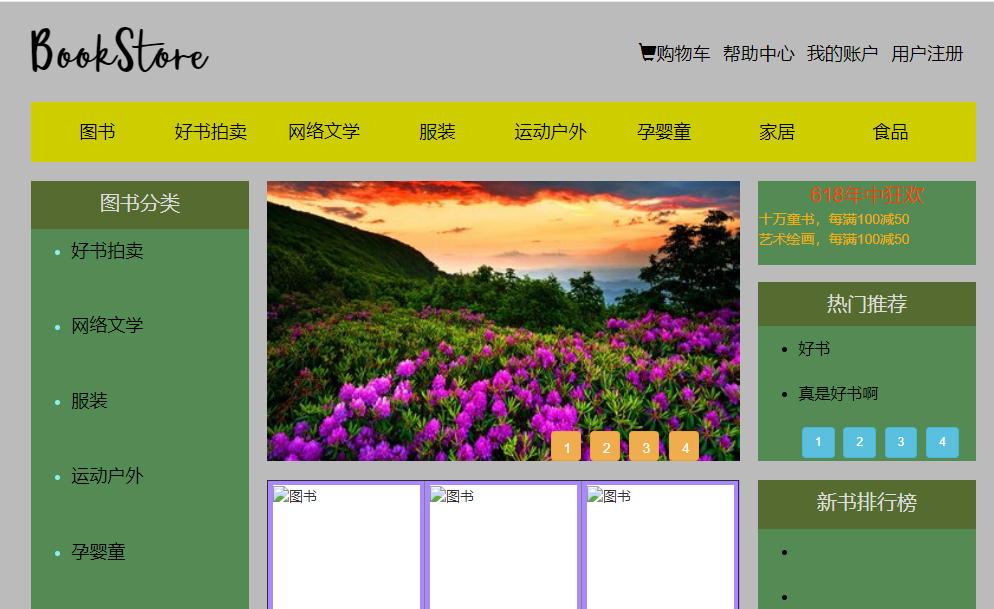 BookStore
购物车 帮助中心 我的账户 用户注册
图书 好书拍卖 网络文学 服装 运动户外 孕婴童 家居 食品
图书分类
好书拍卖
网络文学
服装
运动户外
孕婴童
1 2 3 4
图书 图书 图书
618年中狂欢
十万童书，每满100减50
艺术绘画，每满100减50
热门推荐
好书
真是好书啊
1 2 3 4
新书排行榜